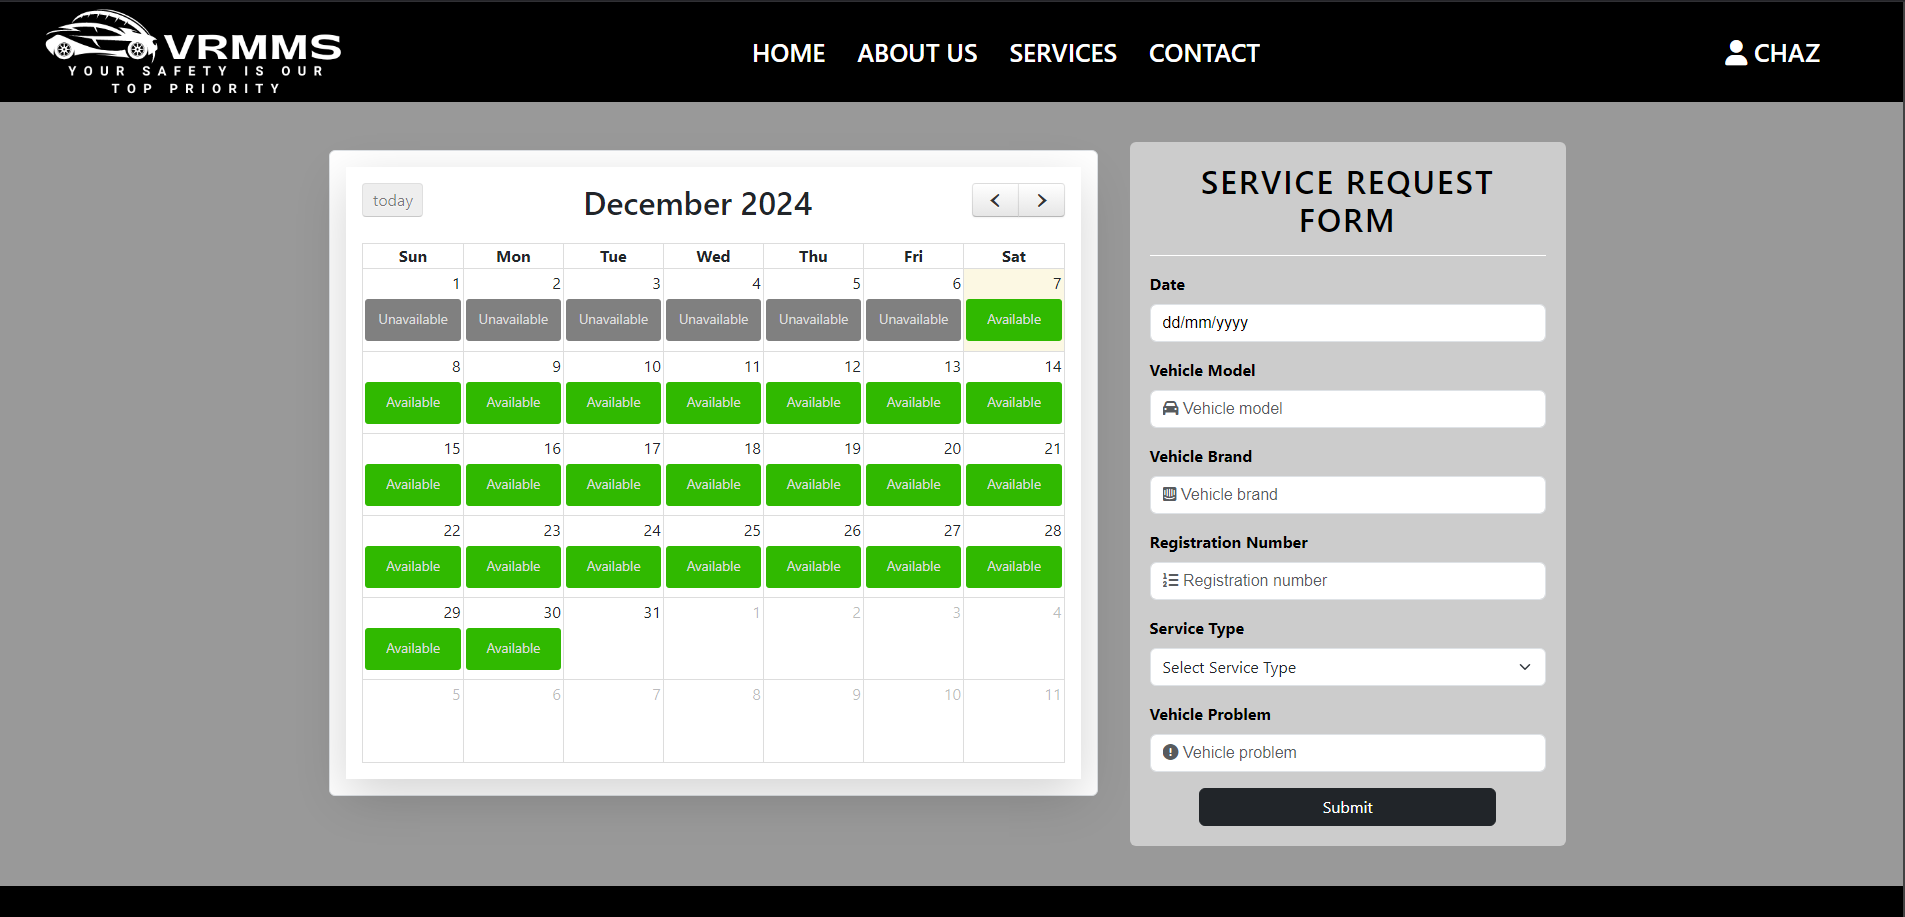 VRMMS
YOUR SAFETY IS OUR
TOP PRIORITY
HOME ABOUT US SERVICES CONTACT
CHAZ
today
December 2024
Sun Mon Tue Wed Thu Fri Sat
1 2 3 4 5 6 7
Unavailable Unavailable Unavailable Unavailable Unavailable Unavailable Available
8 9 10 11 12 13 14
Available Available Available Available Available Available Available
15 16 17 18 19 20 21
Available Available Available Available Available Available Available
22 23 24 25 26 27 28
Available Available Available Available Available Available Available
29 30 31 1 2 3 4
Available Available
5 6 7 8 9 10 11
SERVICE REQUEST
FORM
Date
dd/mm/yyyy
Vehicle Model
Vehicle model
Vehicle Brand
Vehicle brand
Registration Number
Registration number
Service Type
Select Service Type
Vehicle Problem
Vehicle problem
Submit